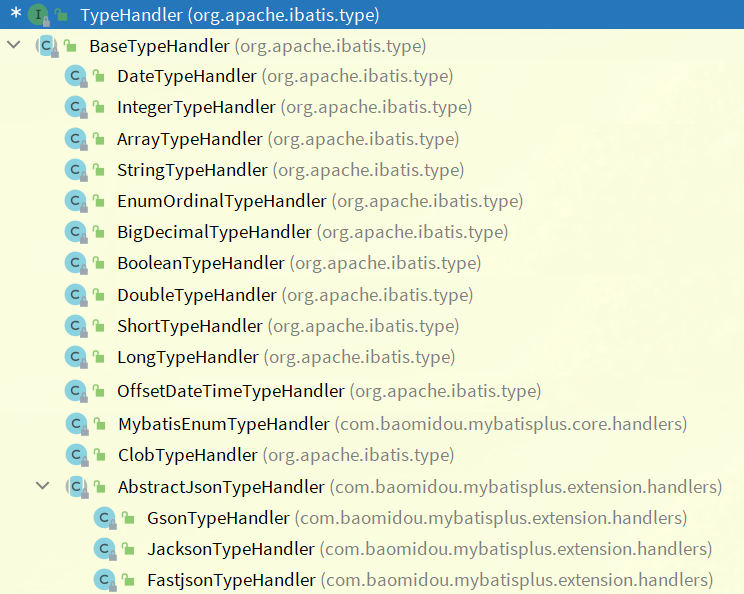 * I TypeHandler (org.apache.ibatis.type)
C BaseTypeHandler (org.apache.ibatis.type)
C DateTypeHandler (org.apache.ibatis.type)
C IntegerTypeHandler (org.apache.ibatis.type)
C ArrayTypeHandler (org.apache.ibatis.type)
C StringTypeHandler (org.apache.ibatis.type)
C EnumOrdinalTypeHandler (org.apache.ibatis.type)
C BigDecimalTypeHandler (org.apache.ibatis.type)
C BooleanTypeHandler (org.apache.ibatis.type)
C DoubleTypeHandler (org.apache.ibatis.type)
C ShortTypeHandler (org.apache.ibatis.type)
C LongTypeHandler (org.apache.ibatis.type)
C OffsetDateTimeTypeHandler (org.apache.ibatis.type)
C MybatisEnumTypeHandler (com.baomidou.mybatisplus.core.handlers)
C ClobTypeHandler (org.apache.ibatis.type)
C AbstractJsonTypeHandler (com.baomidou.mybatisplus.extension.handlers)
C GsonTypeHandler (com.baomidou.mybatisplus.extension.handlers)
C JacksonTypeHandler (com.baomidou.mybatisplus.extension.handlers)
C FastjsonTypeHandler (com.baomidou.mybatisplus.extension.handlers)